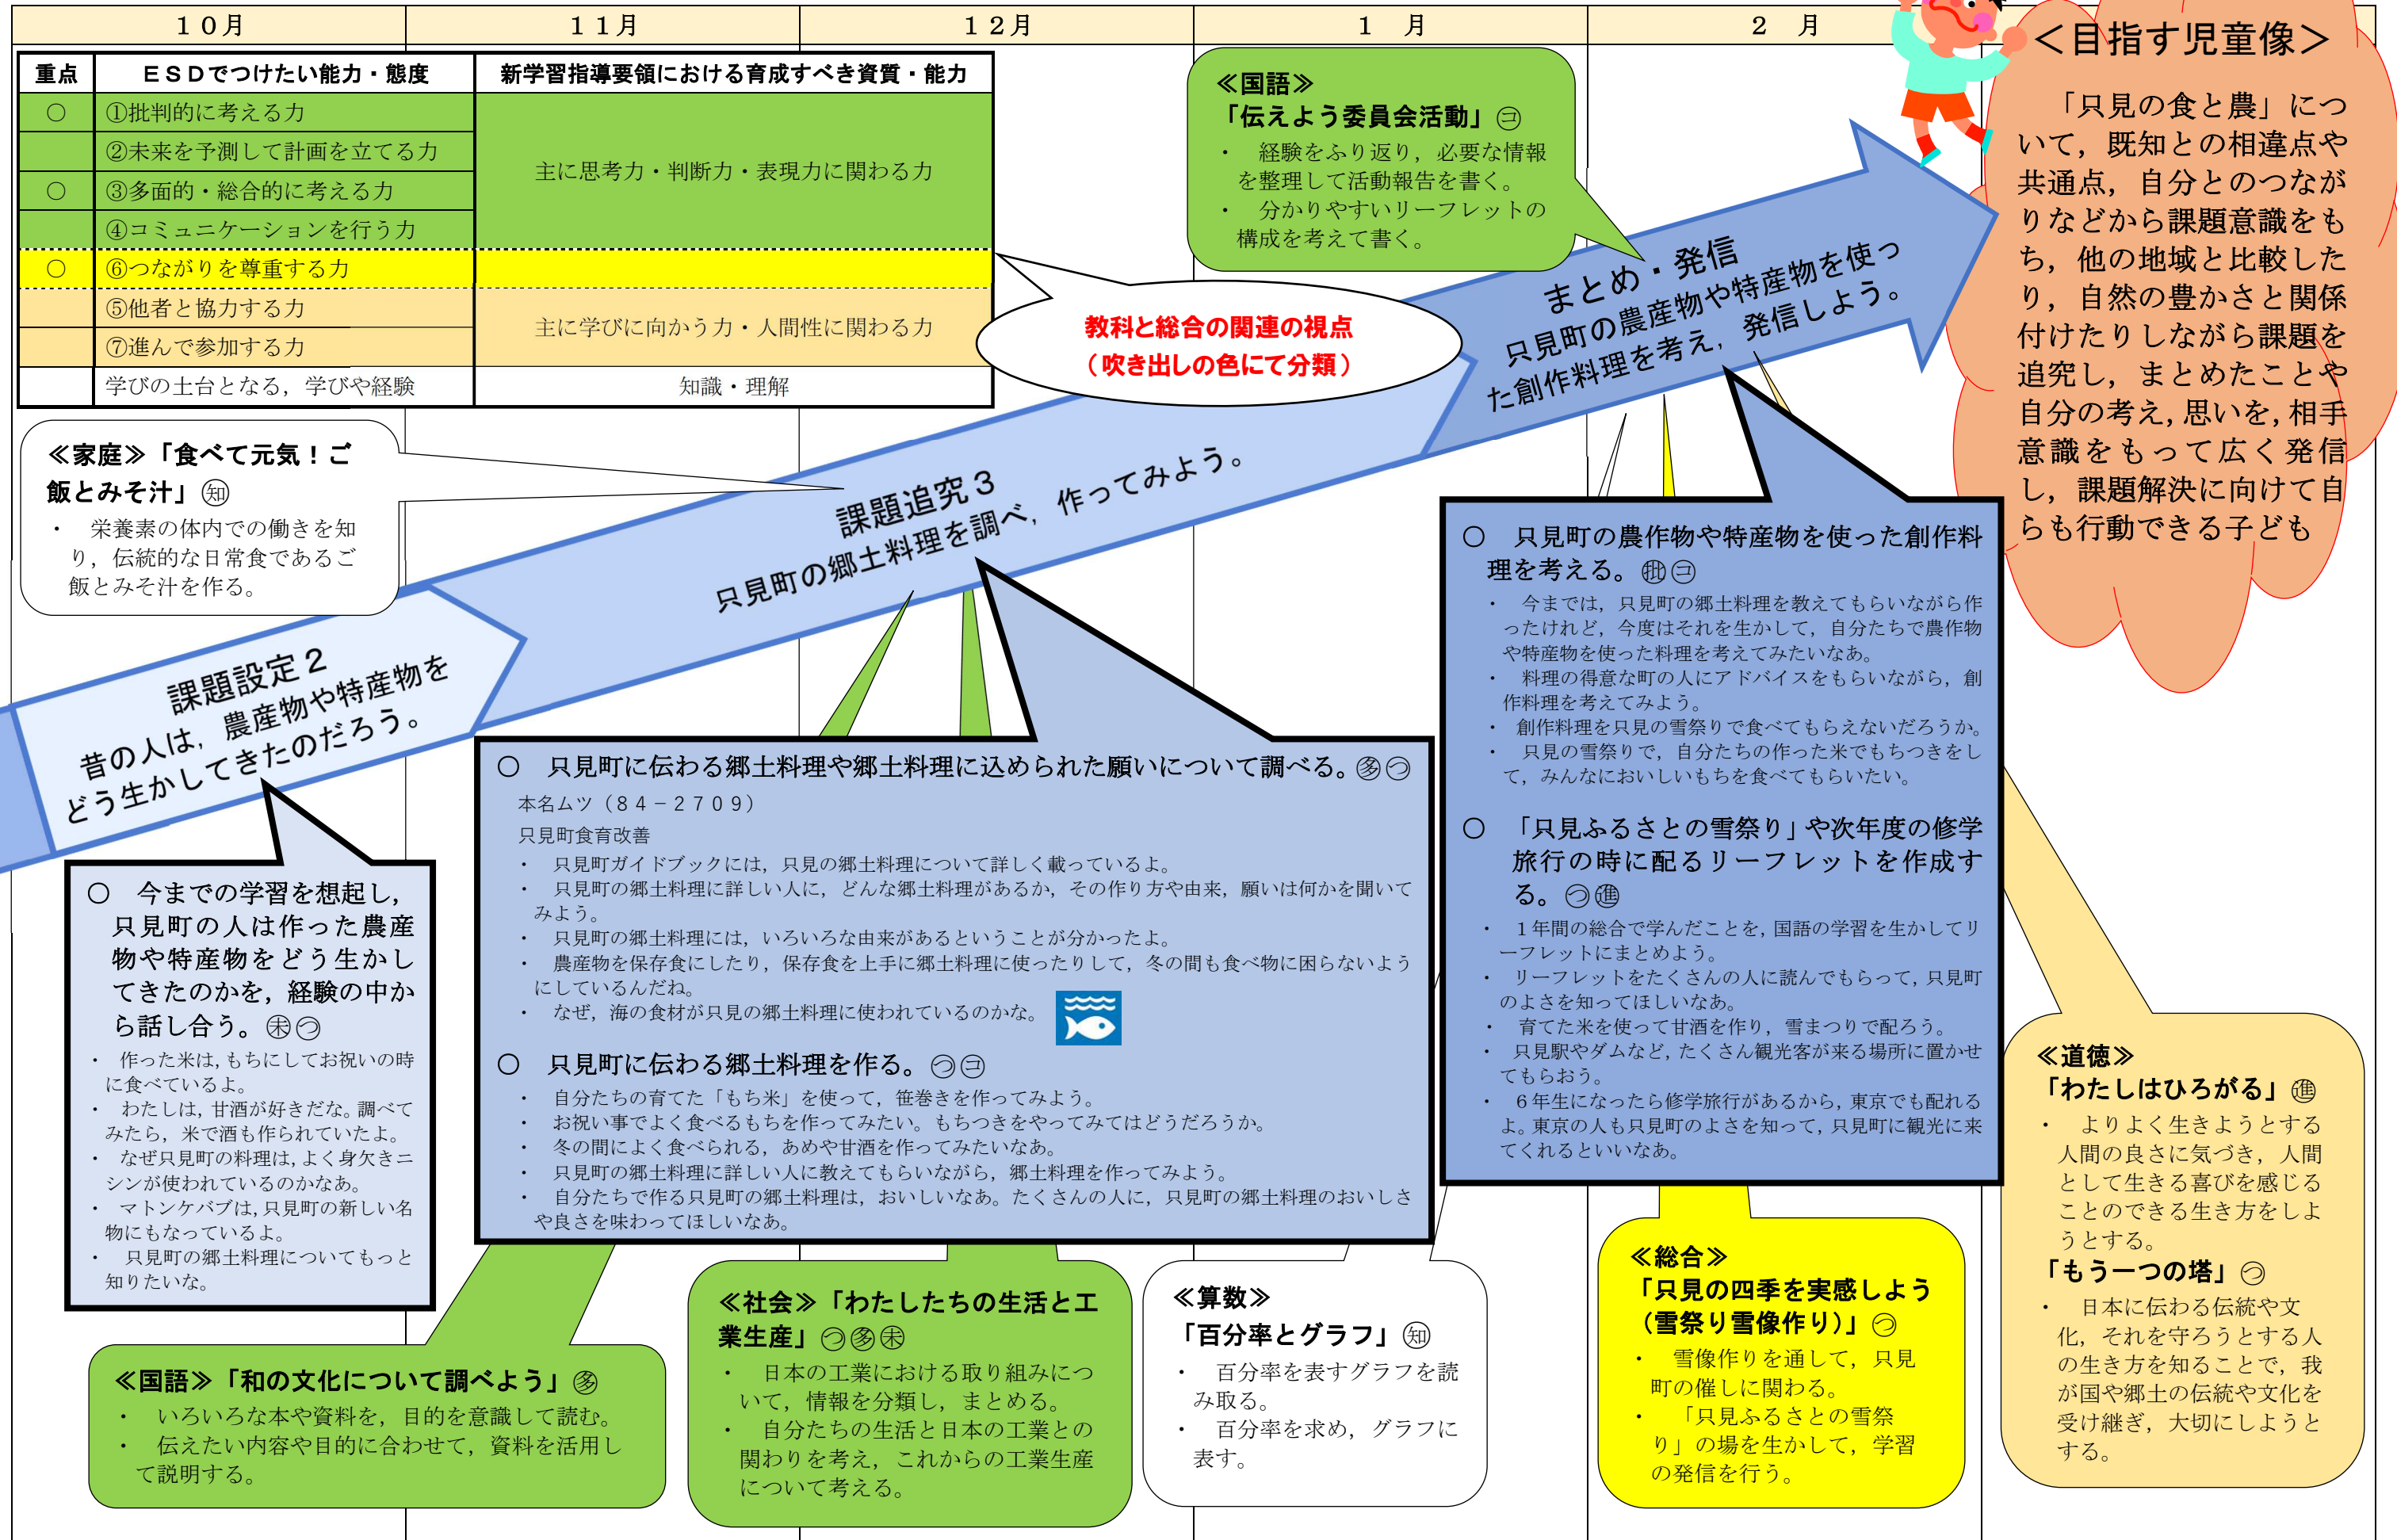 10月
11月
12月
1 月
2 月
重点
ESDでつけたい能力・態度
新学習指導要領における育成すべき資質・能力
○
①批判的に考える力
②未来を予測して計画を立てる力
○
③多面的・総合的に考える力
④コミュニケーションを行う力
主に思考力・判断力・表現力に関わる力
○
⑥つながりを尊重する力
⑤他者と協力する力
⑦進んで参加する力
主に学びに向かう力・人間性に関わる力
学びの土台となる，学びや経験
知識・理解
教科と総合の関連の視点
（吹き出しの色にて分類）
≪国語≫
「伝えよう委員会活動」㋙
・ 経験をふり返り，必要な情報
を整理して活動報告を書く。
・ 分かりやすいリーフレットの
構成を考えて書く。
＜目指す児童像＞
「只見の食と農」につ
いて，既知との相違点や
共通点，自分とのつなが
りなどから課題意識をも
ち，他の地域と比較した
り，自然の豊かさと関係
付けたりしながら課題を
追究し，まとめたことや
自分の考え，思いを，相手
意識をもって広く発信
し，課題解決に向けて自
らも行動できる子ども
まとめ・発信
只見町の農産物や特産物を使っ
た創作料理を考え，発信しよう。
課題追究３
只見町の郷土料理を調べ，作ってみよう。
課題設定２
昔の人は，農産物や特産物を
どう生かしてきたのだろう。
≪家庭≫「食べて元気！ご
飯とみそ汁」㊙知
・ 栄養素の体内での働きを知
り，伝統的な日常食であるご
飯とみそ汁を作る。
○ 今までの学習を想起し，
只見町の人は作った農産
物や特産物をどう生かし
てきたのかを，経験の中か
ら話し合う。未つ
・ 作った米は，もちにしてお祝いの時
に食べているよ。
・ わたしは，甘酒が好きだな。調べて
みたら，米で酒も作られていたよ。
・ なぜ只見町の料理は，よく身欠きニ
シンが使われているのかなあ。
・ マトンケバブは，只見町の新しい名
物にもなっているよ。
・ 只見町の郷土料理についてもっと
知りたいな。
○ 只見町に伝わる郷土料理や郷土料理に込められた願いについて調べる。多つ
本名ムツ（８４－２７０９）
只見町食育改善
・ 只見町ガイドブックには，只見の郷土料理について詳しく載っているよ。
・ 只見町の郷土料理に詳しい人に，どんな郷土料理があるか，その作り方や由来，願いは何かを聞いて
みよう。
・ 只見町の郷土料理には，いろいろな由来があるということが分かったよ。
・ 農産物を保存食にしたり，保存食を上手に郷土料理に使ったりして，冬の間も食べ物に困らないよう
にしているんだね。
・ なぜ，海の食材が只見の郷土料理に使われているのかな。
○ 只見町に伝わる郷土料理を作る。つ㋙
・ 自分たちの育てた「もち米」を使って，笹巻きを作ってみよう。
・ お祝い事でよく食べるもちを作ってみたい。もちつきをやってみてはどうだろうか。
・ 冬の間によく食べられる，あめや甘酒を作ってみたいなあ。
・ 只見町の郷土料理に詳しい人に教えてもらいながら，郷土料理を作ってみよう。
・ 自分たちで作る只見町の郷土料理は，おいしいなあ。たくさんの人に，只見町の郷土料理のおいしさ
や良さを味わってほしいなあ。
○ 只見町の農作物や特産物を使った創作料
理を考える。批㋙
・ 今までは，只見町の郷土料理を教えてもらいながら作
ったけれど，今度はそれを生かして，自分たちで農作物
や特産物を使った料理を考えてみたいなあ。
・ 料理の得意な町の人にアドバイスをもらいながら，創
作料理を考えてみよう。
・ 創作料理を只見の雪祭りで食べてもらえないだろうか。
・ 只見の雪祭りで，自分たちの作った米でもちつきをし
て，みんなにおいしいもちを食べてもらいたい。
○ 「只見ふるさとの雪祭り」や次年度の修学
旅行の時に配るリーフレットを作成す
る。つ進
・ １年間の総合で学んだことを，国語の学習を生かしてリ
ーフレットにまとめよう。
・ リーフレットをたくさんの人に読んでもらって，只見町
のよさを知ってほしいなあ。
・ 育てた米を使って甘酒を作り，雪まつりで配ろう。
・ 只見駅やダムなど，たくさん観光客が来る場所に置かせ
てもらおう。
・ ６年生になったら修学旅行があるから，東京でも配れる
よ。東京の人も只見町のよさを知って，只見町に観光に来
てくれるといいなあ。
≪国語≫「和の文化について調べよう」多
・ いろいろな本や資料を，目的を意識して読む。
・ 伝えたい内容や目的に合わせて，資料を活用し
て説明する。
≪社会≫「わたしたちの生活と工
業生産」つ多未
・ 日本の工業における取り組みにつ
いて，情報を分類し，まとめる。
・ 自分たちの生活と日本の工業との
関わりを考え，これからの工業生産
について考える。
≪算数≫
「百分率とグラフ」知
・ 百分率を表すグラフを読
み取る。
・ 百分率を求め，グラフに
表す。
≪総合≫
「只見の四季を実感しよう
（雪祭り雪像作り）」つ
・ 雪像作りを通して，只見
町の催しに関わる。
・ 「只見ふるさとの雪祭
り」の場を生かして，学習
の発信を行う。
≪道徳≫
「わたしはひろがる」進
・ よりよく生きようとする
人間の良さに気づき，人間
として生きる喜びを感じる
ことのできる生き方をしよ
うとする。
「もう一つの塔」つ
・ 日本に伝わる伝統や文
化，それを守ろうとする人
の生き方を知ることで，我
が国や郷土の伝統や文化を
受け継ぎ，大切にしようと
する。